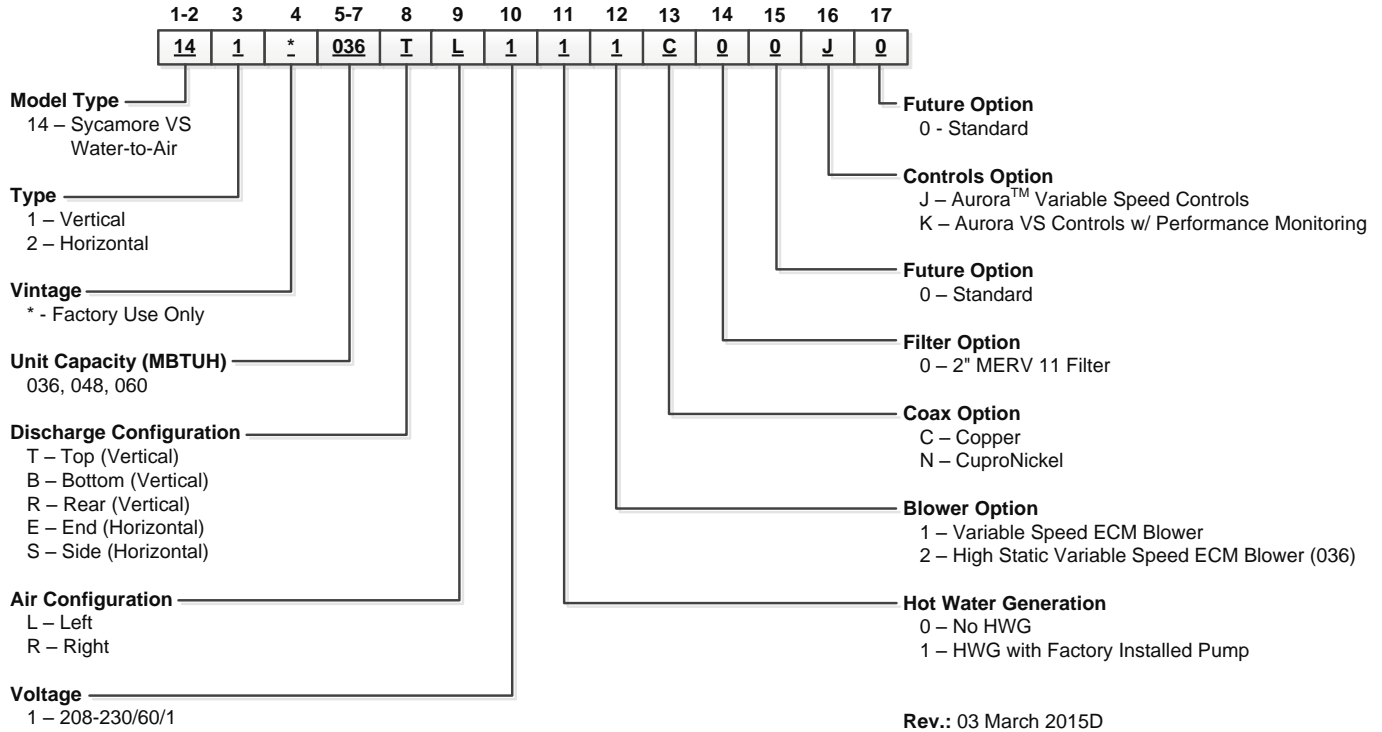 1-2 3 4 5-7 8 9 10 11 12 13 14 15 16 17
14 1 * 036 T L 1 1 1 C 0 0 J 0
Model Type
14 – Sycamore VS
Water-to-Air
Type
1 – Vertical
2 – Horizontal
Vintage
* - Factory Use Only
Unit Capacity (MBTUH)
036, 048, 060
Discharge Configuration
T – Top (Vertical)
B – Bottom (Vertical)
R – Rear (Vertical)
E – End (Horizontal)
S – Side (Horizontal)
Air Configuration
L – Left
R – Right
Voltage
1 – 208-230/60/1
Future Option
0 - Standard
Controls Option
J – Aurora™ Variable Speed Controls
K – Aurora VS Controls w/ Performance Monitoring
Future Option
0 – Standard
Filter Option
0 – 2" MERV 11 Filter
Coax Option
C – Copper
N – CuproNickel
Blower Option
1 – Variable Speed ECM Blower
2 – High Static Variable Speed ECM Blower (036)
Hot Water Generation
0 – No HWG
1 – HWG with Factory Installed Pump
Rev.: 03 March 2015D